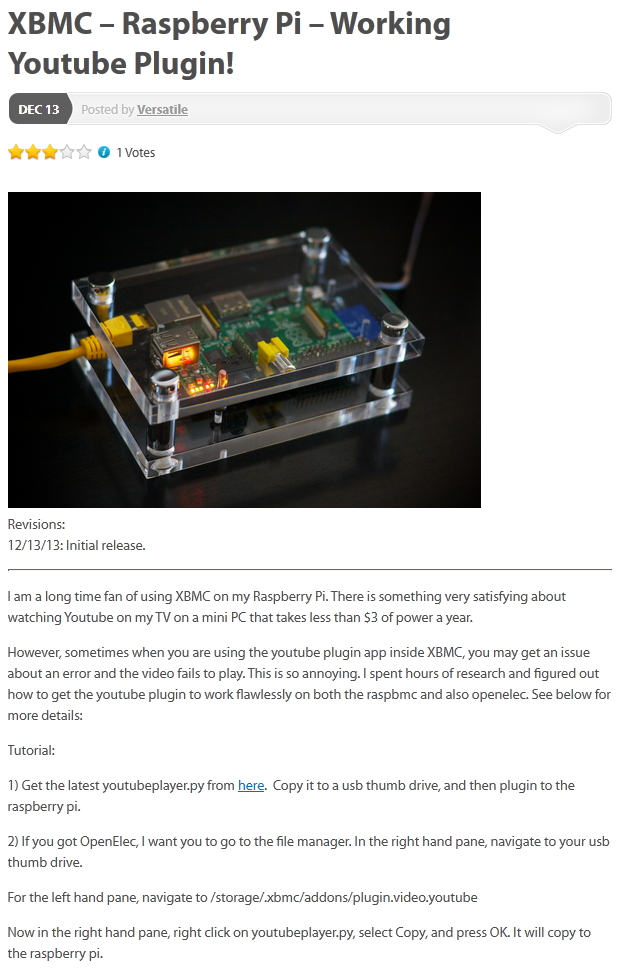 XBMC – Raspberry Pi – Working
Youtube Plugin!
DEC 13 Posted by Versatile
1 Votes
Revisions:
12/13/13: Initial release.
I am a long time fan of using XBMC on my Raspberry Pi. There is something very satisfying about
watching Youtube on my TV on a mini PC that takes less than $3 of power a year.
However, sometimes when you are using the youtube plugin app inside XBMC, you may get an issue
about an error and the video fails to play. This is so annoying. I spent hours of research and figured out
how to get the youtube plugin to work flawlessly on both the raspbmc and also openelec. See below for
more details:
Tutorial:
1) Get the latest youtubeplayer.py from here. Copy it to a usb thumb drive, and then plugin to the
raspberry pi.
2) If you got OpenElec, I want you to go to the file manager. In the right hand pane, navigate to your usb
thumb drive.
For the left hand pane, navigate to /storage/.xbmc/addons/plugin.video.youtube
Now in the right hand pane, right click on youtubeplayer.py, select Copy, and press OK. It will copy to
the raspberry pi.